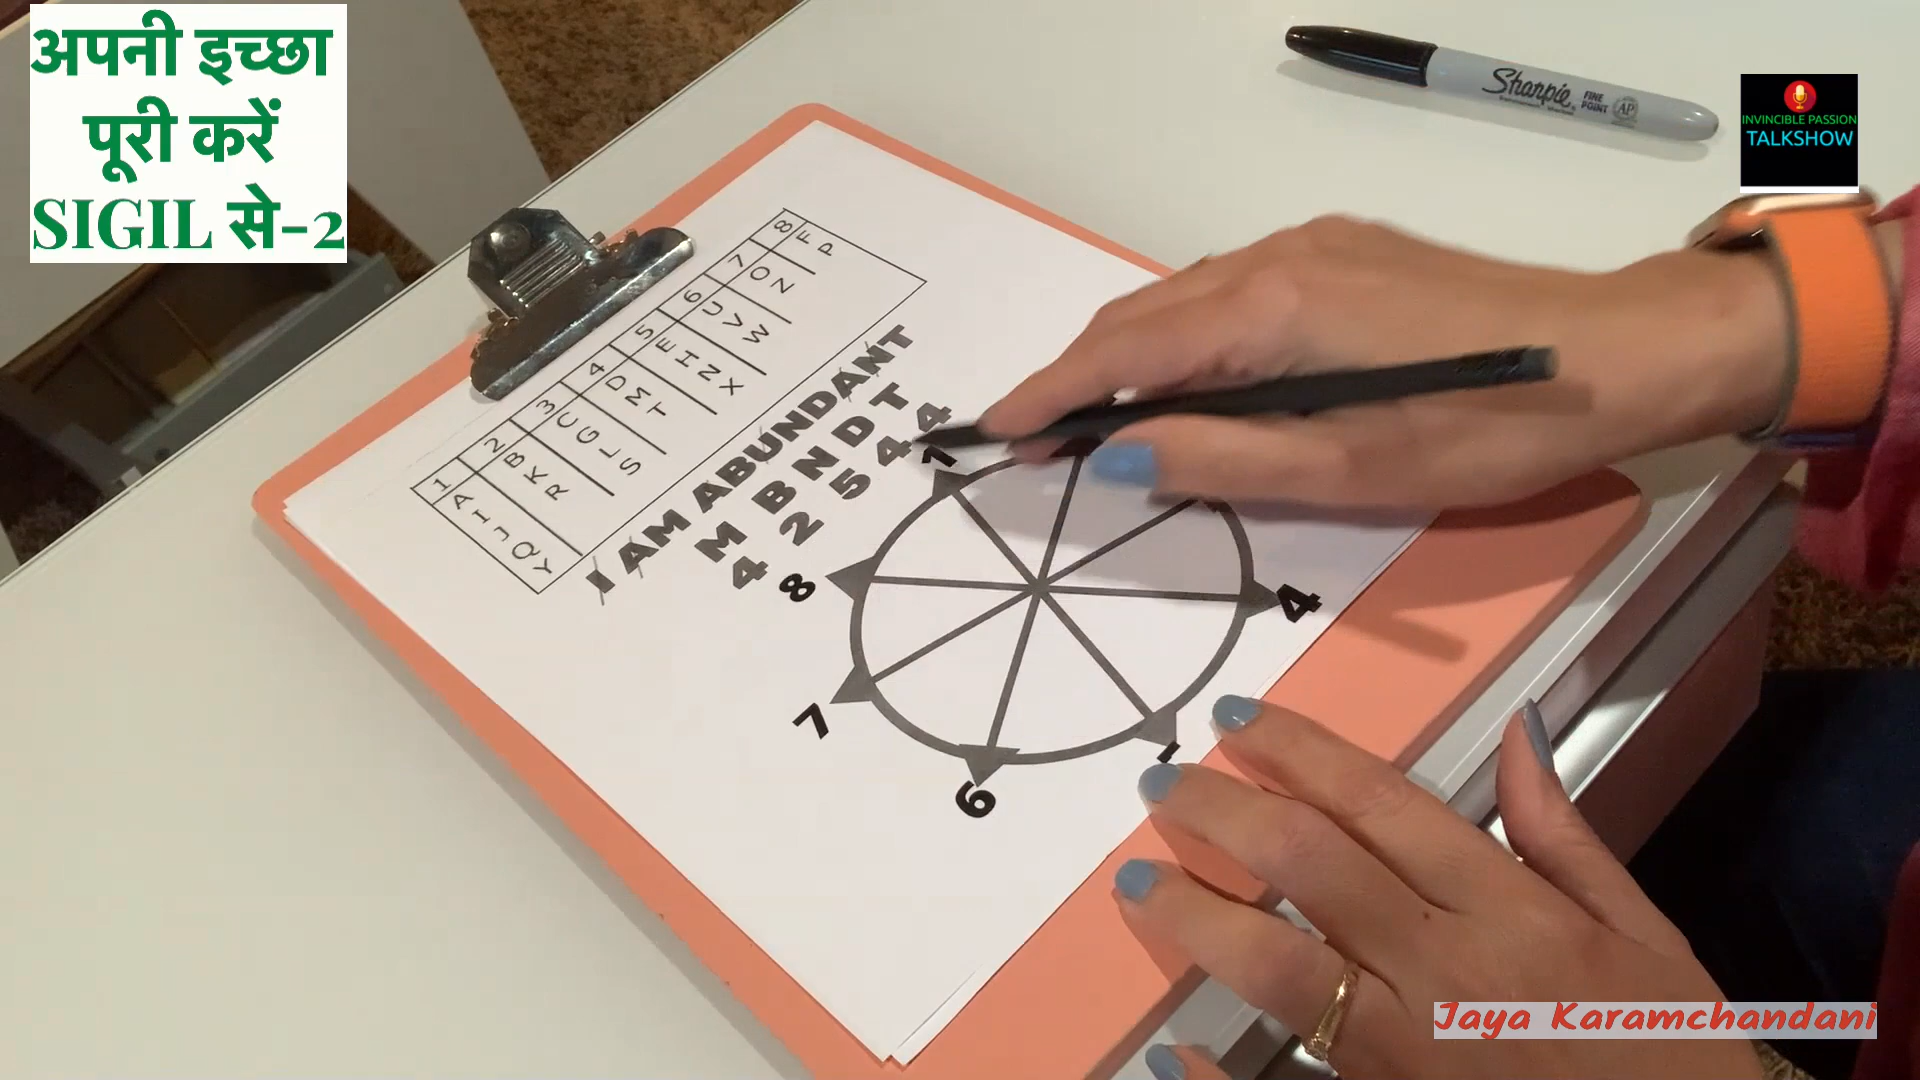 अपनी इच्छा
पूरी करें
SIGIL से-2
Sharpie
FINE
POINT
AP
INVINCIBLE PASSION
TALKSHOW
1 2 3 4 5 6 7 8
A B C D E U O F
I K G M H V Z P
J R L T N W
Q S X
Y
I AM ABUNDANT
M B N D T
4 2 5 4 4
1
8
7
6
4
Jaya Karamchandani